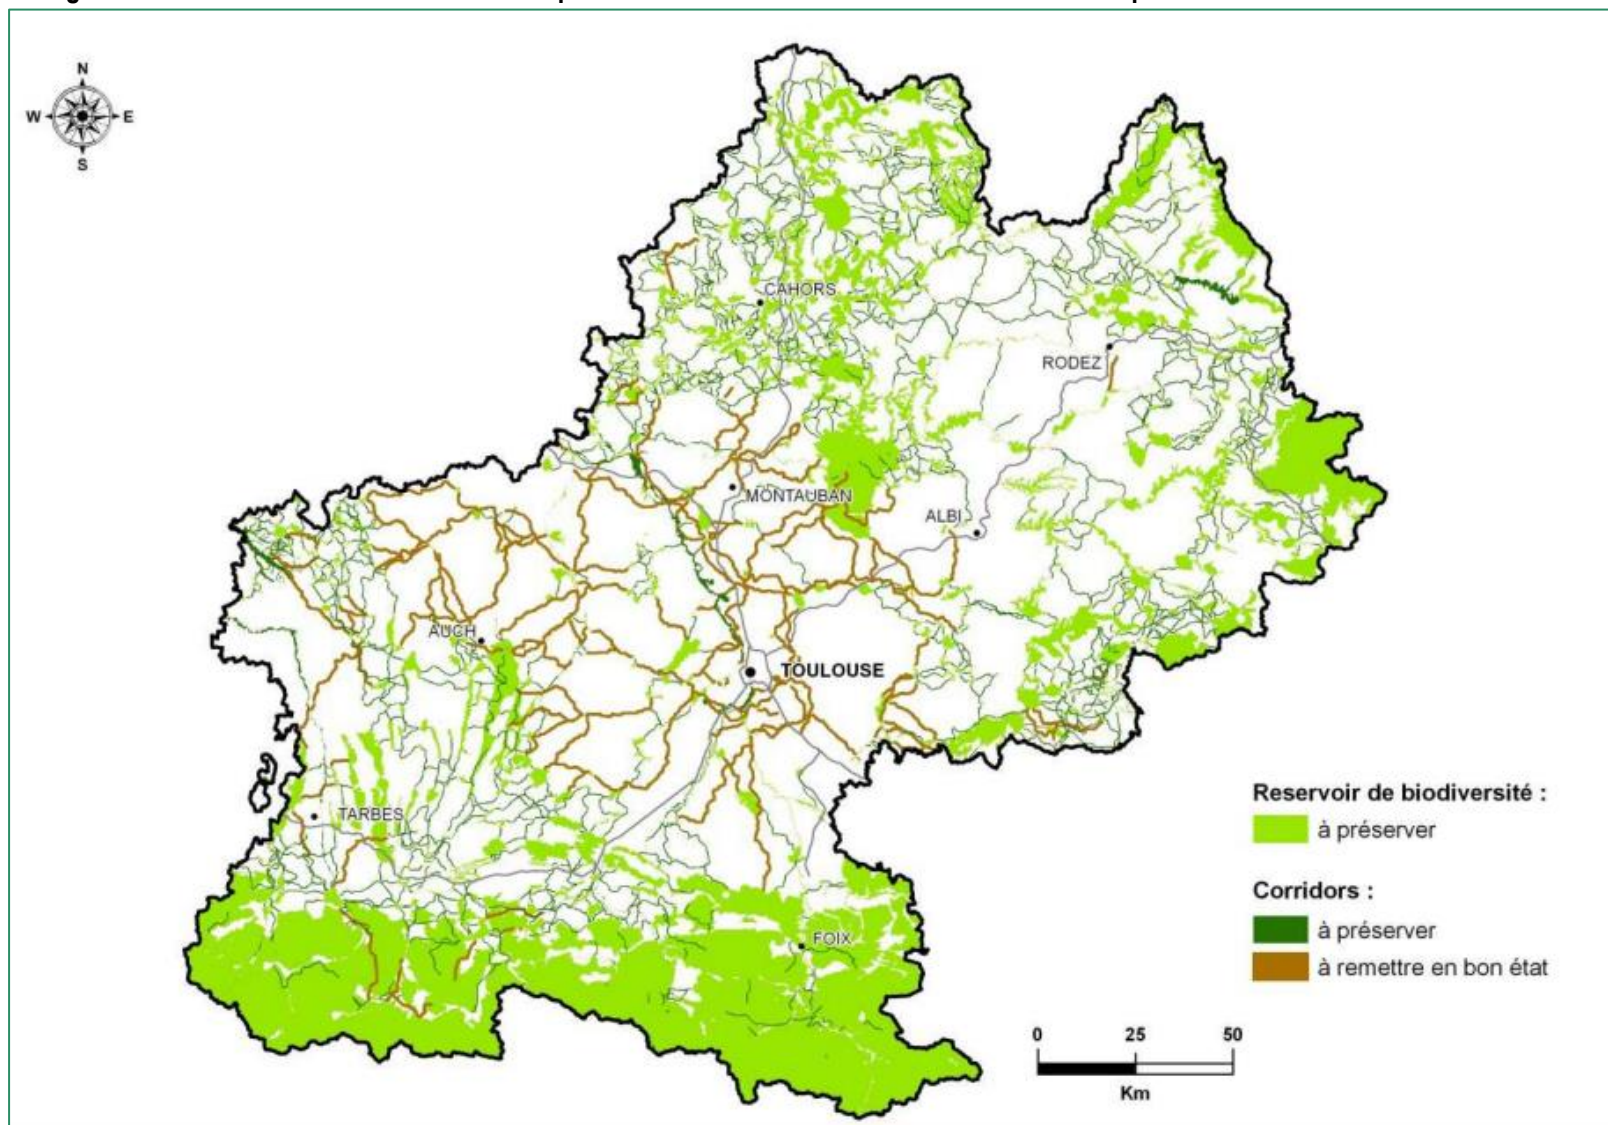 N
W E
S
CAHORS
RODEZ
MONTAUBAN
ALBI
AUCH
TOULOUSE
TARBES
FOIX
Reservoir de biodiversité :
à préserver
Corridors :
à préserver
à remettre en bon état
0 25 50
Km